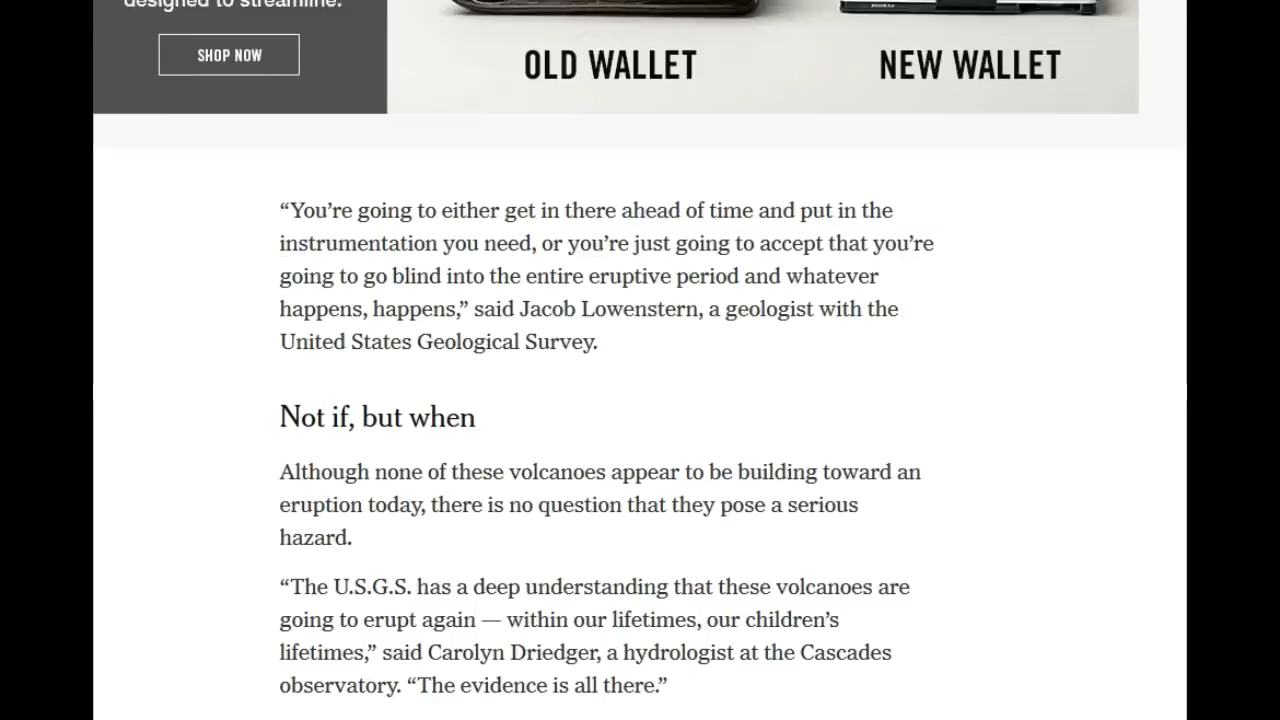 designed to streamline.
SHOP NOW
OLD WALLET
NEW WALLET
“You’re going to either get in there ahead of time and put in the
instrumentation you need, or you’re just going to accept that you’re
going to go blind into the entire eruptive period and whatever
happens, happens,” said Jacob Lowenstern, a geologist with the
United States Geological Survey.
Not if, but when
Although none of these volcanoes appear to be building toward an
eruption today, there is no question that they pose a serious
hazard.
“The U.S.G.S. has a deep understanding that these volcanoes are
going to erupt again — within our lifetimes, our children’s
lifetimes,” said Carolyn Driedger, a hydrologist at the Cascades
observatory. “The evidence is all there.”